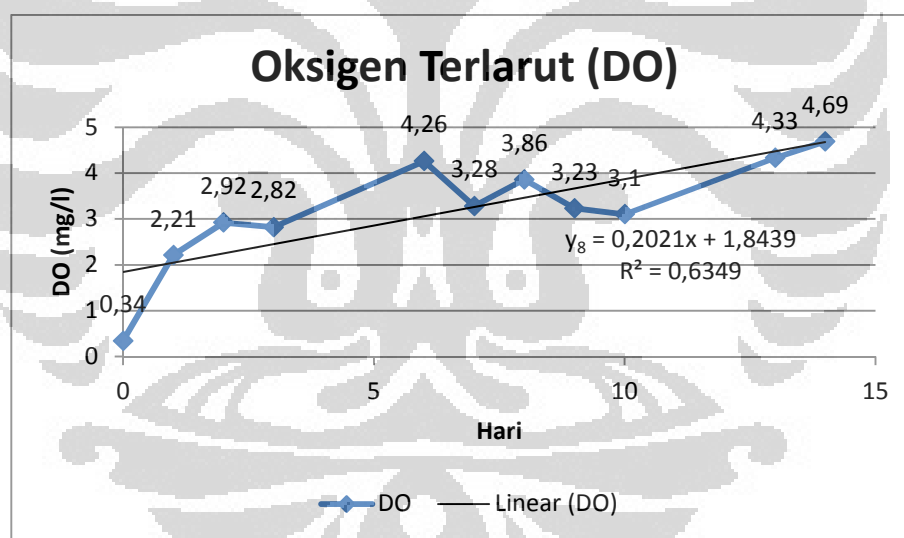 Oksigen Terlarut (DO)
DO (mg/l)
5
4
3
2
1
0
0,34
2,21
2,92
2,82
4,26
3,28
3,86
3,23
3,1
4,33
4,69
y₈ = 0,2021x + 1,8439
R² = 0,6349
0 5 10 15
Hari
DO Linear (DO)